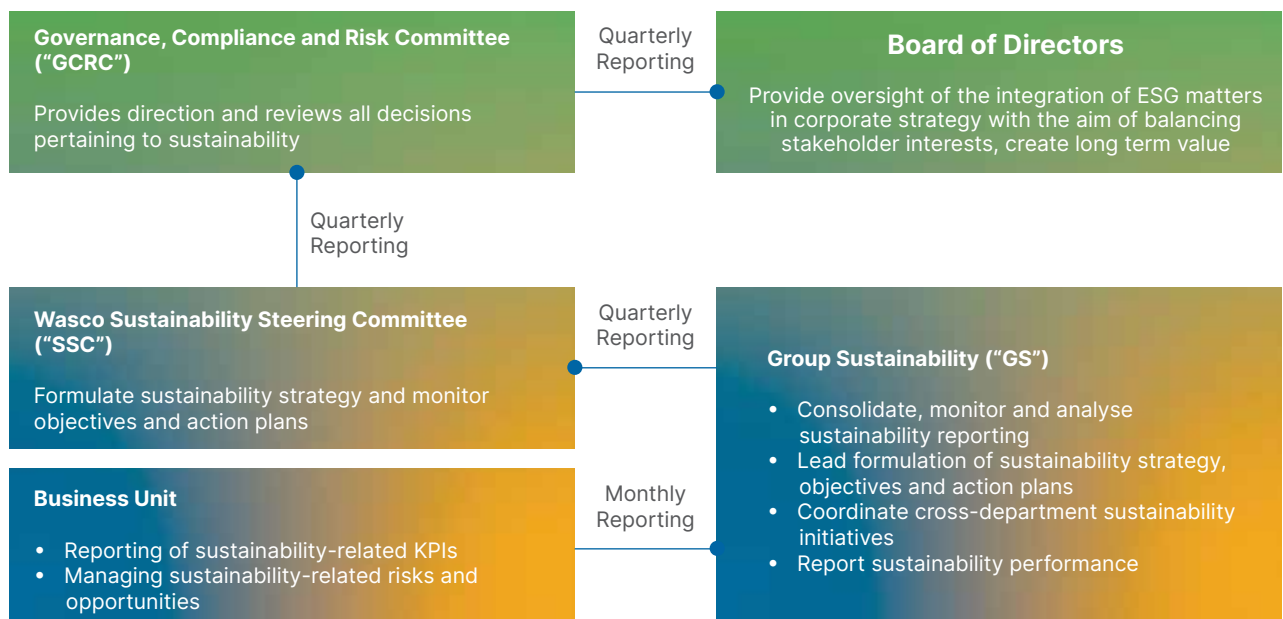 Governance, Compliance and Risk Committee
(“GCRC”)
Provides direction and reviews all decisions
pertaining to sustainability
Quarterly
Reporting
Board of Directors
Provide oversight of the integration of ESG matters
in corporate strategy with the aim of balancing
stakeholder interests, create long term value
Quarterly
Reporting
Wasco Sustainability Steering Committee
(“SSC”)
Formulate sustainability strategy and monitor
objectives and action plans
Quarterly
Reporting
Group Sustainability (“GS”)
• Consolidate, monitor and analyse
sustainability reporting
• Lead formulation of sustainability strategy,
objectives and action plans
• Coordinate cross-department sustainability
initiatives
• Report sustainability performance
Business Unit
• Reporting of sustainability-related KPIs
• Managing sustainability-related risks and
opportunities
Monthly
Reporting